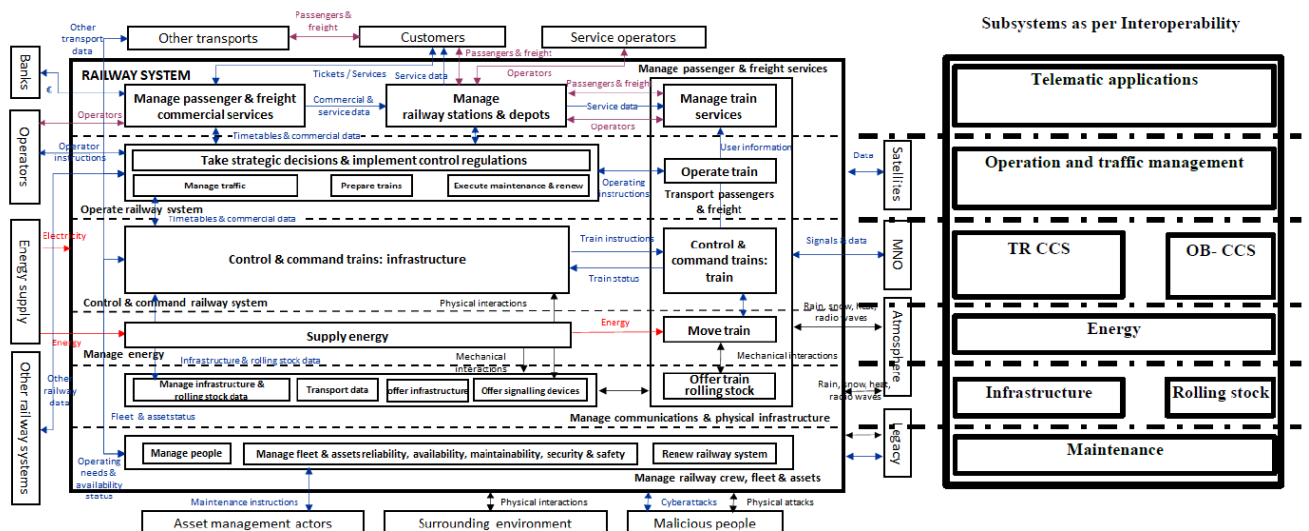 Other
transport
data
Passengers &
freight
Other transports
Customers
Service operators
Subsystems as per Interoperability
Banks
€
RAILWAY SYSTEM
Tickets / Services
Service data
Passengers & freight
Operators
Manage passenger & freight services
Passengers & freight
Manage passenger & freight
commercial services
Commercial &
service data
Manage
railway stations & depots
Service data
Operators
Manage train
services
Telematic applications
Operators
Operators
Timetables & commercial data
User information
Operator
instructions
Take strategic decisions & implement control regulations
Manage traffic
Prepare trains
Execute maintenance & renew
Operate railway system
Operating
instructions
Operate train
Transport passengers
& freight
Data
Satellites
Operation and traffic management
Timetables & commercial data
Energy supply
Electricity
Control & command trains: infrastructure
Train instructions
Train status
Control &
command trains:
train
Signals & data
MNO
TR CCS
OB- CCS
Control & command railway system
Physical interactions
Rain, snow, heat,
radio waves
Atmosphere
Supply energy
Energy
Move train
Energy
Energy
Manage energy
Infrastructure & rolling stock data
Mechanical
interactions
Mechanical interactions
Other railway systems
Other
railway
data
Manage infrastructure &
rolling stock data
Transport data
offer infrastructure
Offer signalling devices
Offer train
rolling stock
Rain, snow, heat,
radio waves
Infrastructure
Rolling stock
Fleet & assetstatus
Manage communications & physical infrastructure
Legacy
Manage people
Manage fleet & assets reliability, availability, maintainability, security & safety
Renew railway system
Maintenance
Operating
needs &
availability
status
Manage railway crew, fleet & assets
Maintenance instructions
Physical interactions
Cyberattacks
Physical attacks
Asset management actors
Surrounding environment
Malicious people